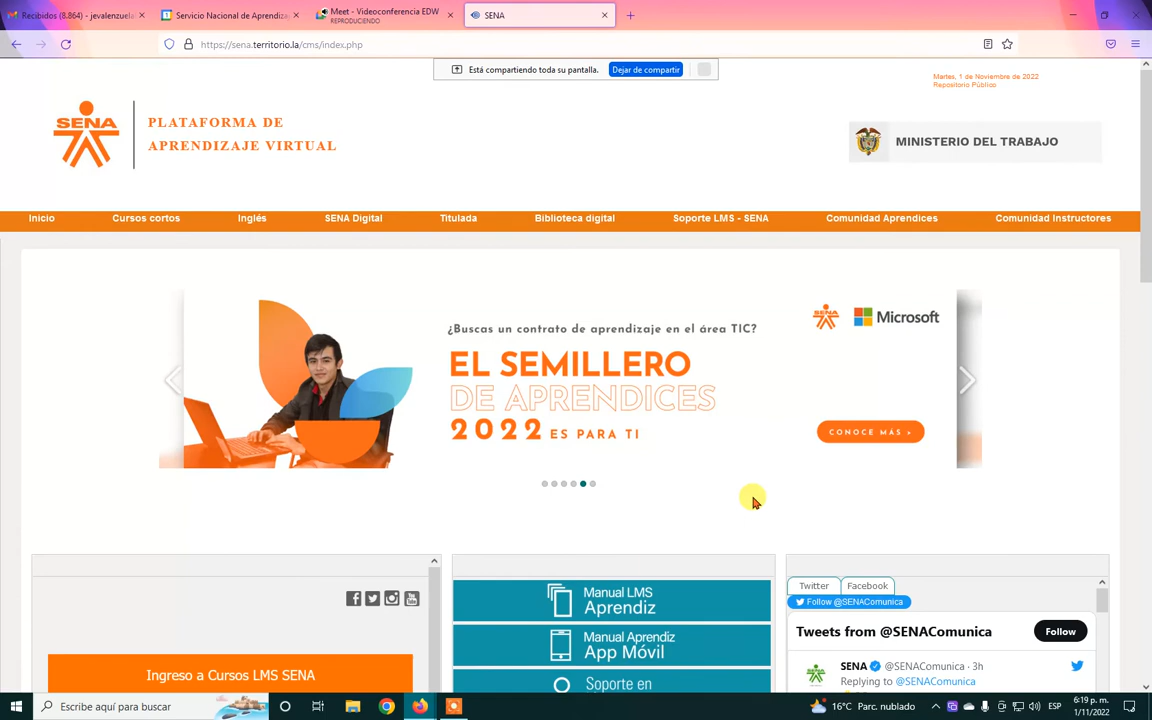 Recibidos (8.864) - jevalenzuela
Servicio Nacional de Aprendiza
Meet - Videoconferencia EDW
REPRODUCIENDO
SENA
https://sena.territorio.la/cms/index.php
Está compartiendo toda su pantalla.
Dejar de compartir
Martes, 1 de Noviembre de 2022
Repositorio Público
SENA
PLATAFORMA DE
APRENDIZAJE VIRTUAL
MINISTERIO DEL TRABAJO
Inicio
Cursos cortos
Inglés
SENA Digital
Titulada
Biblioteca digital
Soporte LMS - SENA
Comunidad Aprendices
Comunidad Instructores
¿Buscas un contrato de aprendizaje en el área TIC?
EL SEMILLERO
DE APRENDICES
2022 ES PARA TI
Microsoft
CONOCE MÁS >
Manual LMS
Aprendiz
Manual Aprendiz
App Móvil
Soporte en
Ingreso a Cursos LMS SENA
Twitter
Facebook
Follow @SENAComunica
Tweets from @SENAComunica
Follow
SENA @SENAComunica · 3h
Replying to @SENAComunica
Escribe aquí para buscar
16°C Parc. nublado
ESP
6:19 p. m.
1/11/2022